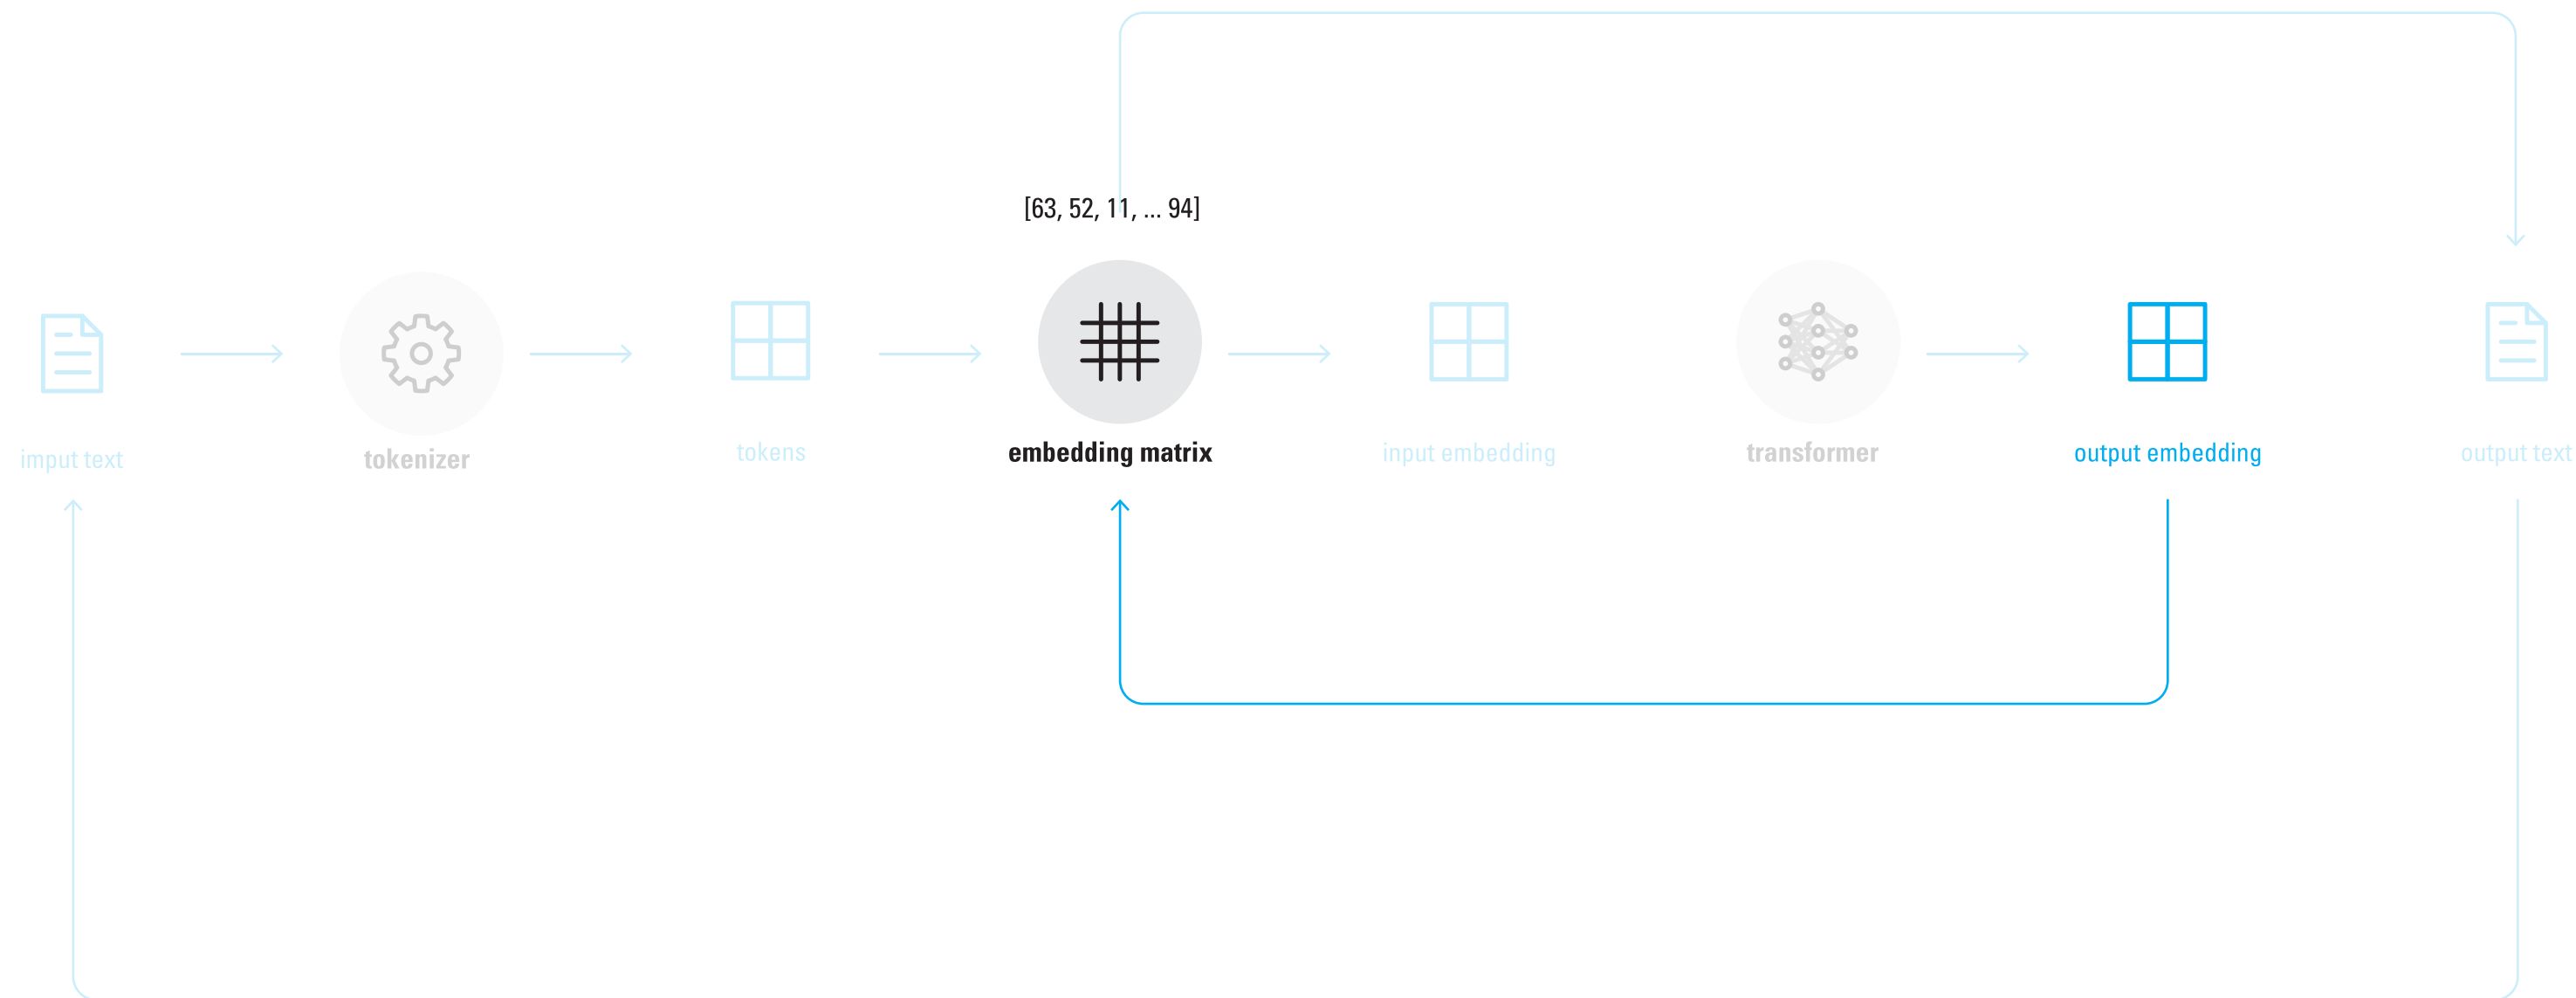 [63, 52, 11, ... 94]
imput text
tokenizer
tokens
embedding matrix
input embedding
transformer
output embedding
output text